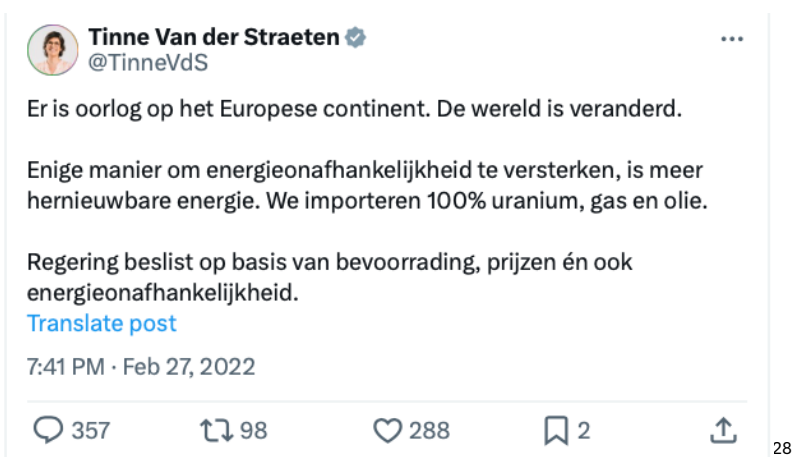 Tinne Van der Straeten
@TinneVdS
Er is oorlog op het Europese continent. De wereld is veranderd.
Enige manier om energieonafhankelijkheid te versterken, is meer
hernieuwbare energie. We importeren 100% uranium, gas en olie.
Regering beslist op basis van bevoorrading, prijzen én ook
energieonafhankelijkheid.
Translate post
7:41 PM · Feb 27, 2022
357 98 288 2
28